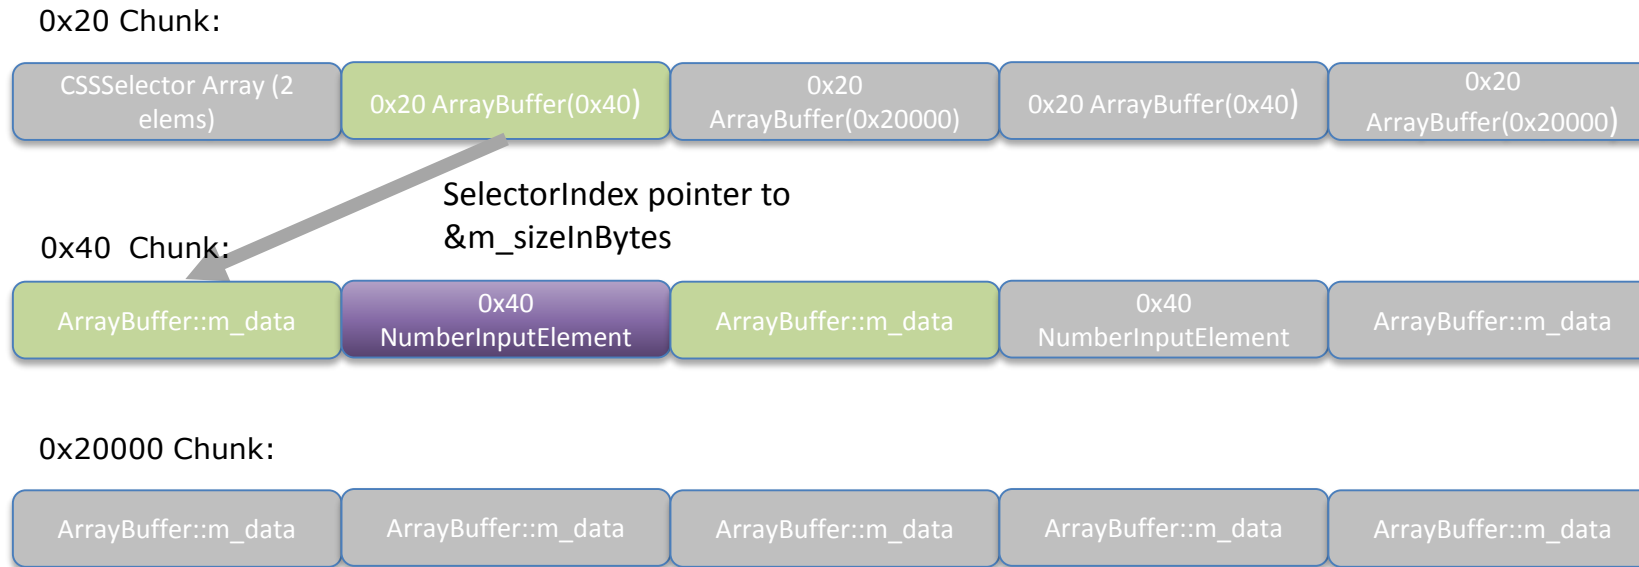 0x20 Chunk:
CSSSelector Array (2
elems)
0x20 ArrayBuffer(0x40)
0x20
ArrayBuffer(0x20000)
0x20 ArrayBuffer(0x40)
0x20
ArrayBuffer(0x20000)
SelectorIndex pointer to
&m_sizeInBytes
0x40 Chunk:
ArrayBuffer::m_data
0x40
NumberInputElement
ArrayBuffer::m_data
0x40
NumberInputElement
ArrayBuffer::m_data
0x20000 Chunk:
ArrayBuffer::m_data
ArrayBuffer::m_data
ArrayBuffer::m_data
ArrayBuffer::m_data
ArrayBuffer::m_data